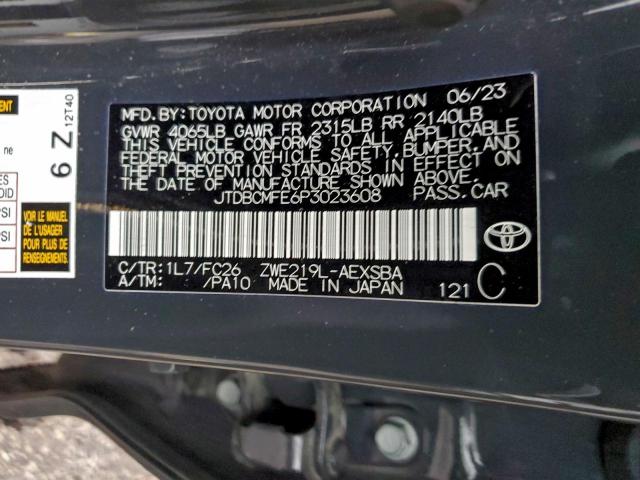 MFD. BY: TOYOTA MOTOR CORPORATION 06/23
GVWR 4065LB GAWR FR 2315LB RR 2140LB
THIS VEHICLE CONFORMS TO ALL APPLICABLE
FEDERAL MOTOR VEHICLE SAFETY, BUMPER, AND
THEFT PREVENTION STANDARDS IN EFFECT ON
THE DATE OF MANUFACTURE SHOWN ABOVE.
JTDBCMFE6P3023608 PASS. CAR
C/TR: 1L7/FC26 ZWE219L-AEXSBA
A/TM: /PA10 MADE IN JAPAN 121 C
6 Z 12T40
ne
VOIR LE MANUEL
DE L'USAGER
POUR PLUS DE
RENSEIGNEMENTS